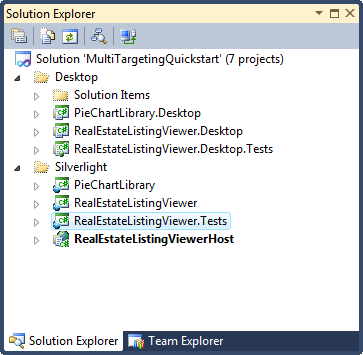 Solution Explorer
Solution 'MultiTargetingQuickstart' (7 projects)
Desktop
Solution Items
PieChartLibrary.Desktop
RealEstateListingViewer.Desktop
RealEstateListingViewer.Desktop.Tests
Silverlight
PieChartLibrary
RealEstateListingViewer
RealEstateListingViewer.Tests
RealEstateListingViewerHost
Solution Explorer Team Explorer